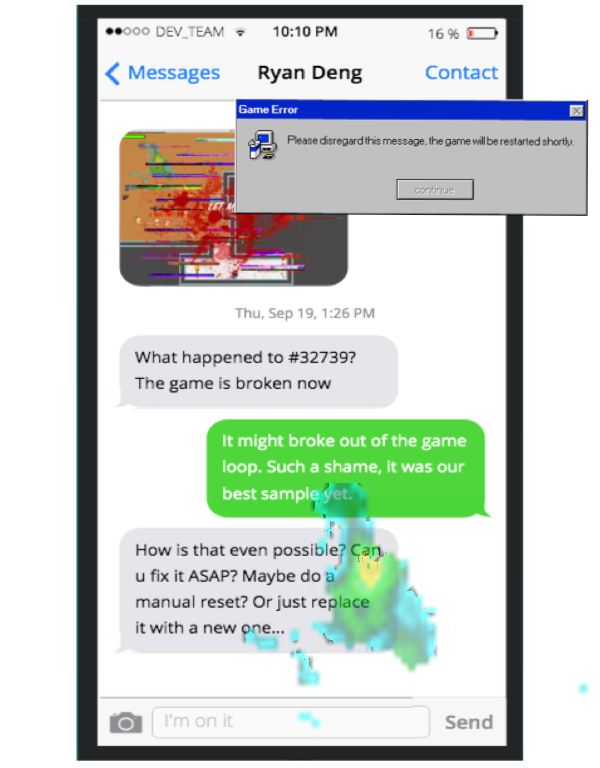 DEV_TEAM
10:10 PM
16 %
Messages
Ryan Deng
Contact
Game Error
Please disregard this message, the game will be restarted shortly.
continue
Thu, Sep 19, 1:26 PM
What happened to #32739?
The game is broken now
It might broke out of the game
loop. Such a shame, it was our
best sample yet.
How is that even possible? Can
u fix it ASAP? Maybe do a
manual reset? Or just replace
it with a new one...
I'm on it
Send